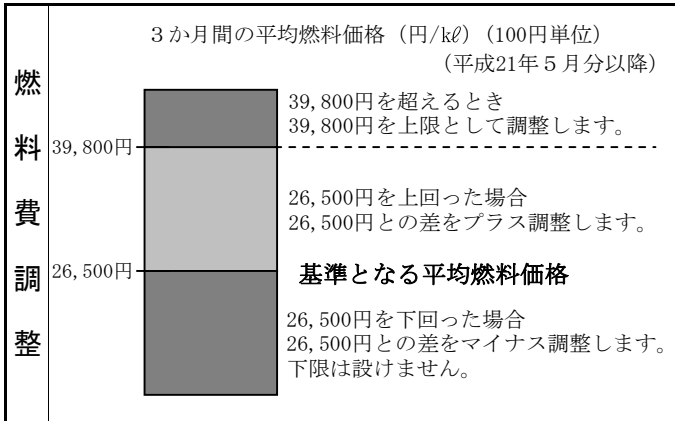 燃料費調整
3か月間の平均燃料価格（円/kℓ）（100円単位）
（平成21年5月分以降）
39,800円を超えるとき
39,800円を上限として調整します。
39,800円
26,500円を上回った場合
26,500円との差をプラス調整します。
26,500円
基準となる平均燃料価格
26,500円を下回った場合
26,500円との差をマイナス調整します。
下限は設けません。